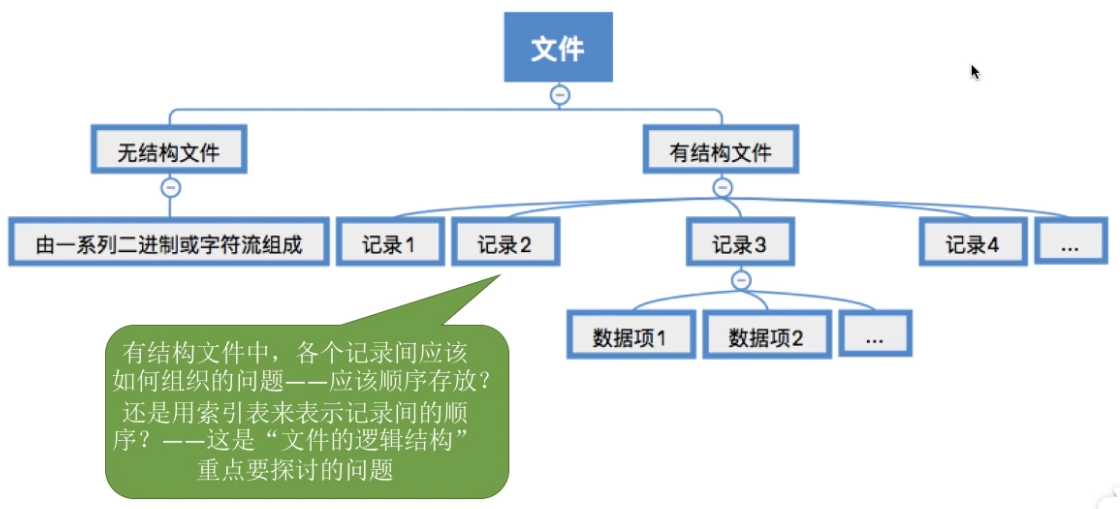 文件
无结构文件
有结构文件
由一系列二进制或字符流组成
记录1
记录2
记录3
记录4
...
数据项1
数据项2
...
有结构文件中，各个记录间应该
如何组织的问题——应该顺序存放？
还是用索引表来表示记录间的顺
序？——这是“文件的逻辑结构”
重点要探讨的问题